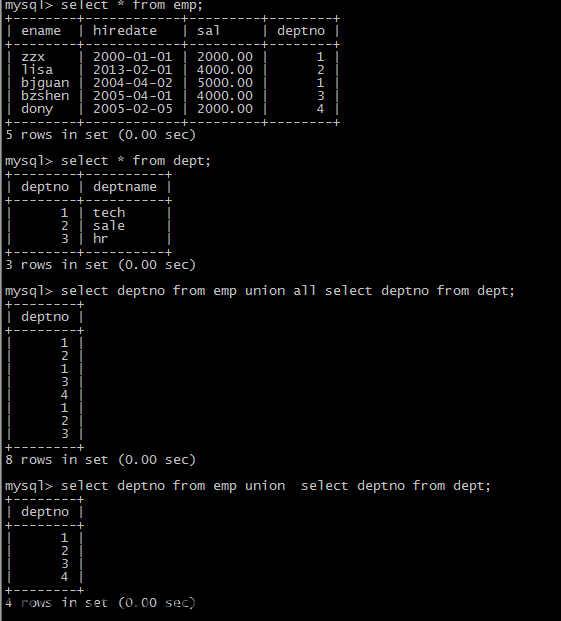 mysql> select * from emp;
+--------+------------+---------+--------+
| ename  | hiredate   | sal     | deptno |
+--------+------------+---------+--------+
| zzx    | 2000-01-01 | 2000.00 |      1 |
| lisa   | 2013-02-01 | 4000.00 |      2 |
| bjguan | 2004-04-02 | 5000.00 |      1 |
| bzshen | 2005-04-01 | 4000.00 |      3 |
| dony   | 2005-02-05 | 2000.00 |      4 |
+--------+------------+---------+--------+
5 rows in set (0.00 sec)
mysql> select * from dept;
+--------+----------+
| deptno | deptname |
+--------+----------+
|      1 | tech     |
|      2 | sale     |
|      3 | hr       |
+--------+----------+
3 rows in set (0.00 sec)
mysql> select deptno from emp union all select deptno from dept;
+--------+
| deptno |
+--------+
|      1 |
|      2 |
|      1 |
|      3 |
|      4 |
|      1 |
|      2 |
|      3 |
+--------+
8 rows in set (0.00 sec)
mysql> select deptno from emp union  select deptno from dept;
+--------+
| deptno |
+--------+
|      1 |
|      2 |
|      3 |
|      4 |
+--------+
4 rows in set (0.00 sec)